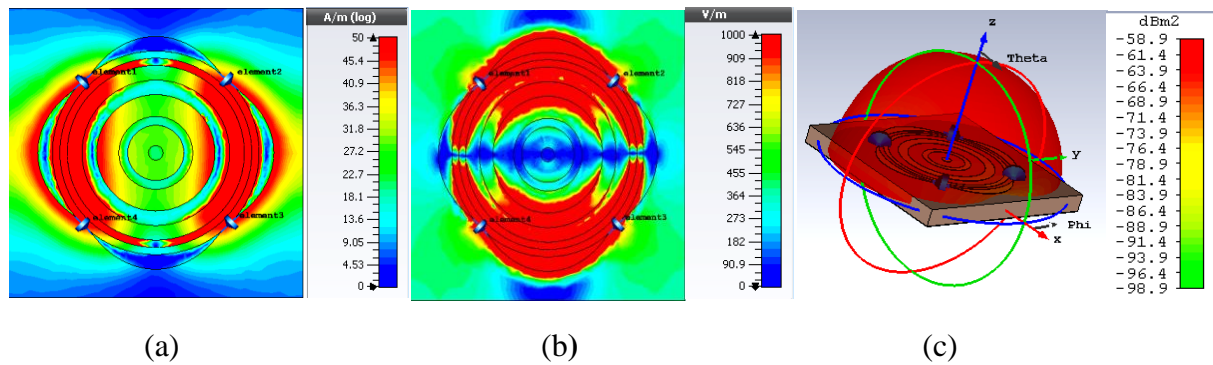 A/m (log)
50
45.4
40.9
36.3
31.8
27.2
22.7
18.1
13.6
9.05
4.53
0
element1
element2
element3
element4
(a)
V/m
1000
909
818
727
636
545
455
364
273
182
90.9
0
element1
element2
element3
element4
(b)
z
Theta
y
Phi
x
dBm2
-58.9
-61.4
-63.9
-66.4
-68.9
-71.4
-73.9
-76.4
-78.9
-81.4
-83.9
-86.4
-88.9
-91.4
-93.9
-96.4
-98.9
(c)